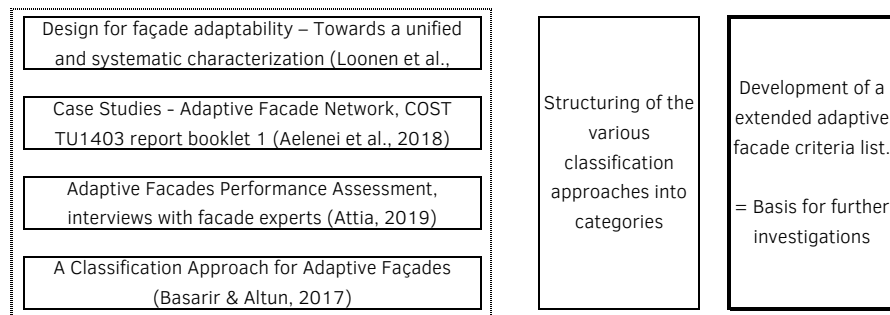 Design for façade adaptability – Towards a unified
and systematic characterization (Loonen et al.,
Case Studies - Adaptive Facade Network, COST
TU1403 report booklet 1 (Aelenei et al., 2018)
Adaptive Facades Performance Assessment,
interviews with facade experts (Attia, 2019)
A Classification Approach for Adaptive Façades
(Basarir & Altun, 2017)
Structuring of the
various
classification
approaches into
categories
Development of a
extended adaptive
facade criteria list.
= Basis for further
investigations